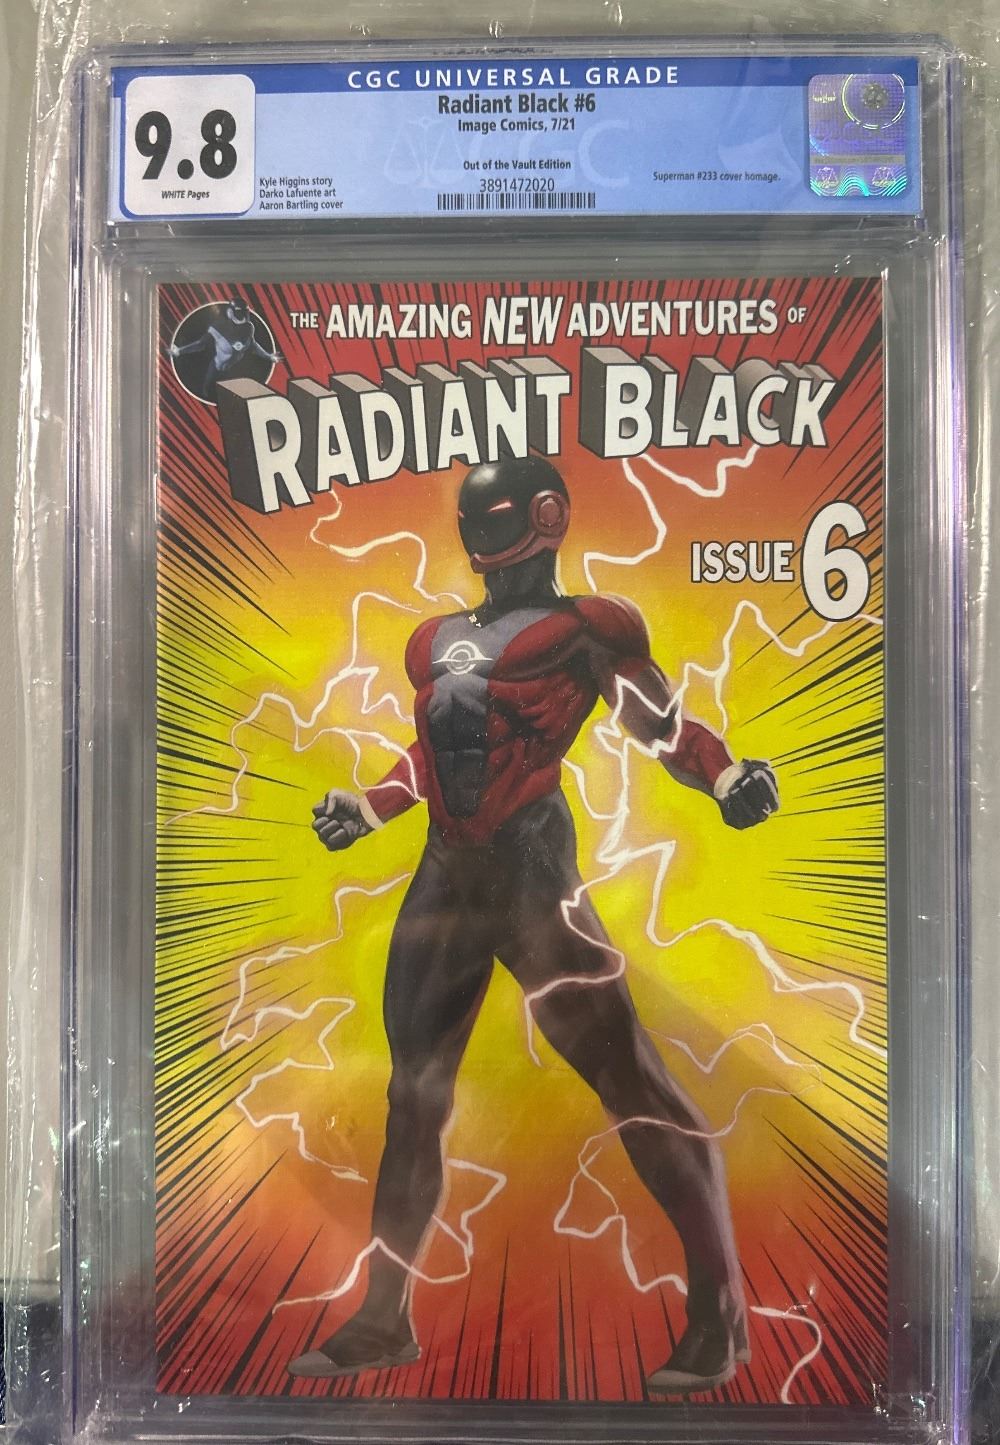 CGC UNIVERSAL GRADE
9.8
WHITE Pages
Radiant Black #6
Image Comics, 7/21
Out of the Vault Edition
3891472020
Kyle Higgins story
Darko Lafuente art
Aaron Bartling cover
Superman #233 cover homage.
CGC
THE AMAZING NEW ADVENTURES OF
RADIANT BLACK
ISSUE 6